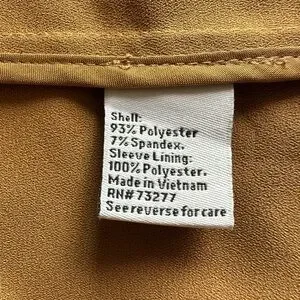 Shell:
93% Polyester
7% Spandex.
Sleeve Lining:
100% Polyester.
Made in Vietnam
RN# 73277
See reverse for care